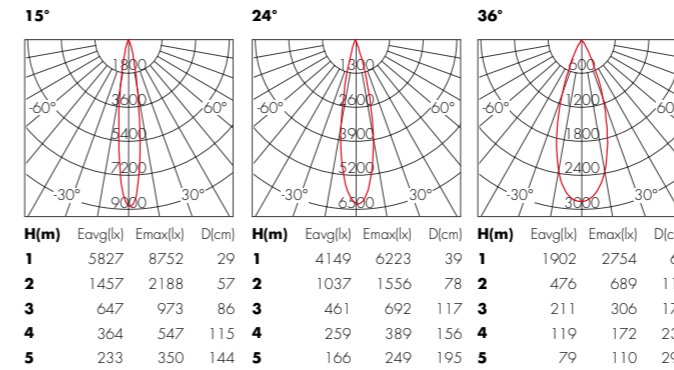 15° 24° 36°
1800 1300 600
3600 2600 1200
-60° 60° -60° 60° -60°
5400 3900 1800
7200 5200 2400
-30° 30° -30° 30° -30° 30°
9000 6500 3000
H(m) Eavg(lx) Emax(lx) D(cm) H(m) Eavg(lx) Emax(lx) D(cm) H(m) Eavg(lx) Emax(lx)
1 5827 8752 29 1 4149 6223 39 1 1902 2754
2 1457 2188 57 2 1037 1556 78 2 476 689
3 647 973 86 3 461 692 117 3 211 306
4 364 547 115 4 259 389 156 4 119 172
5 233 350 144 5 166 249 195 5 79 110